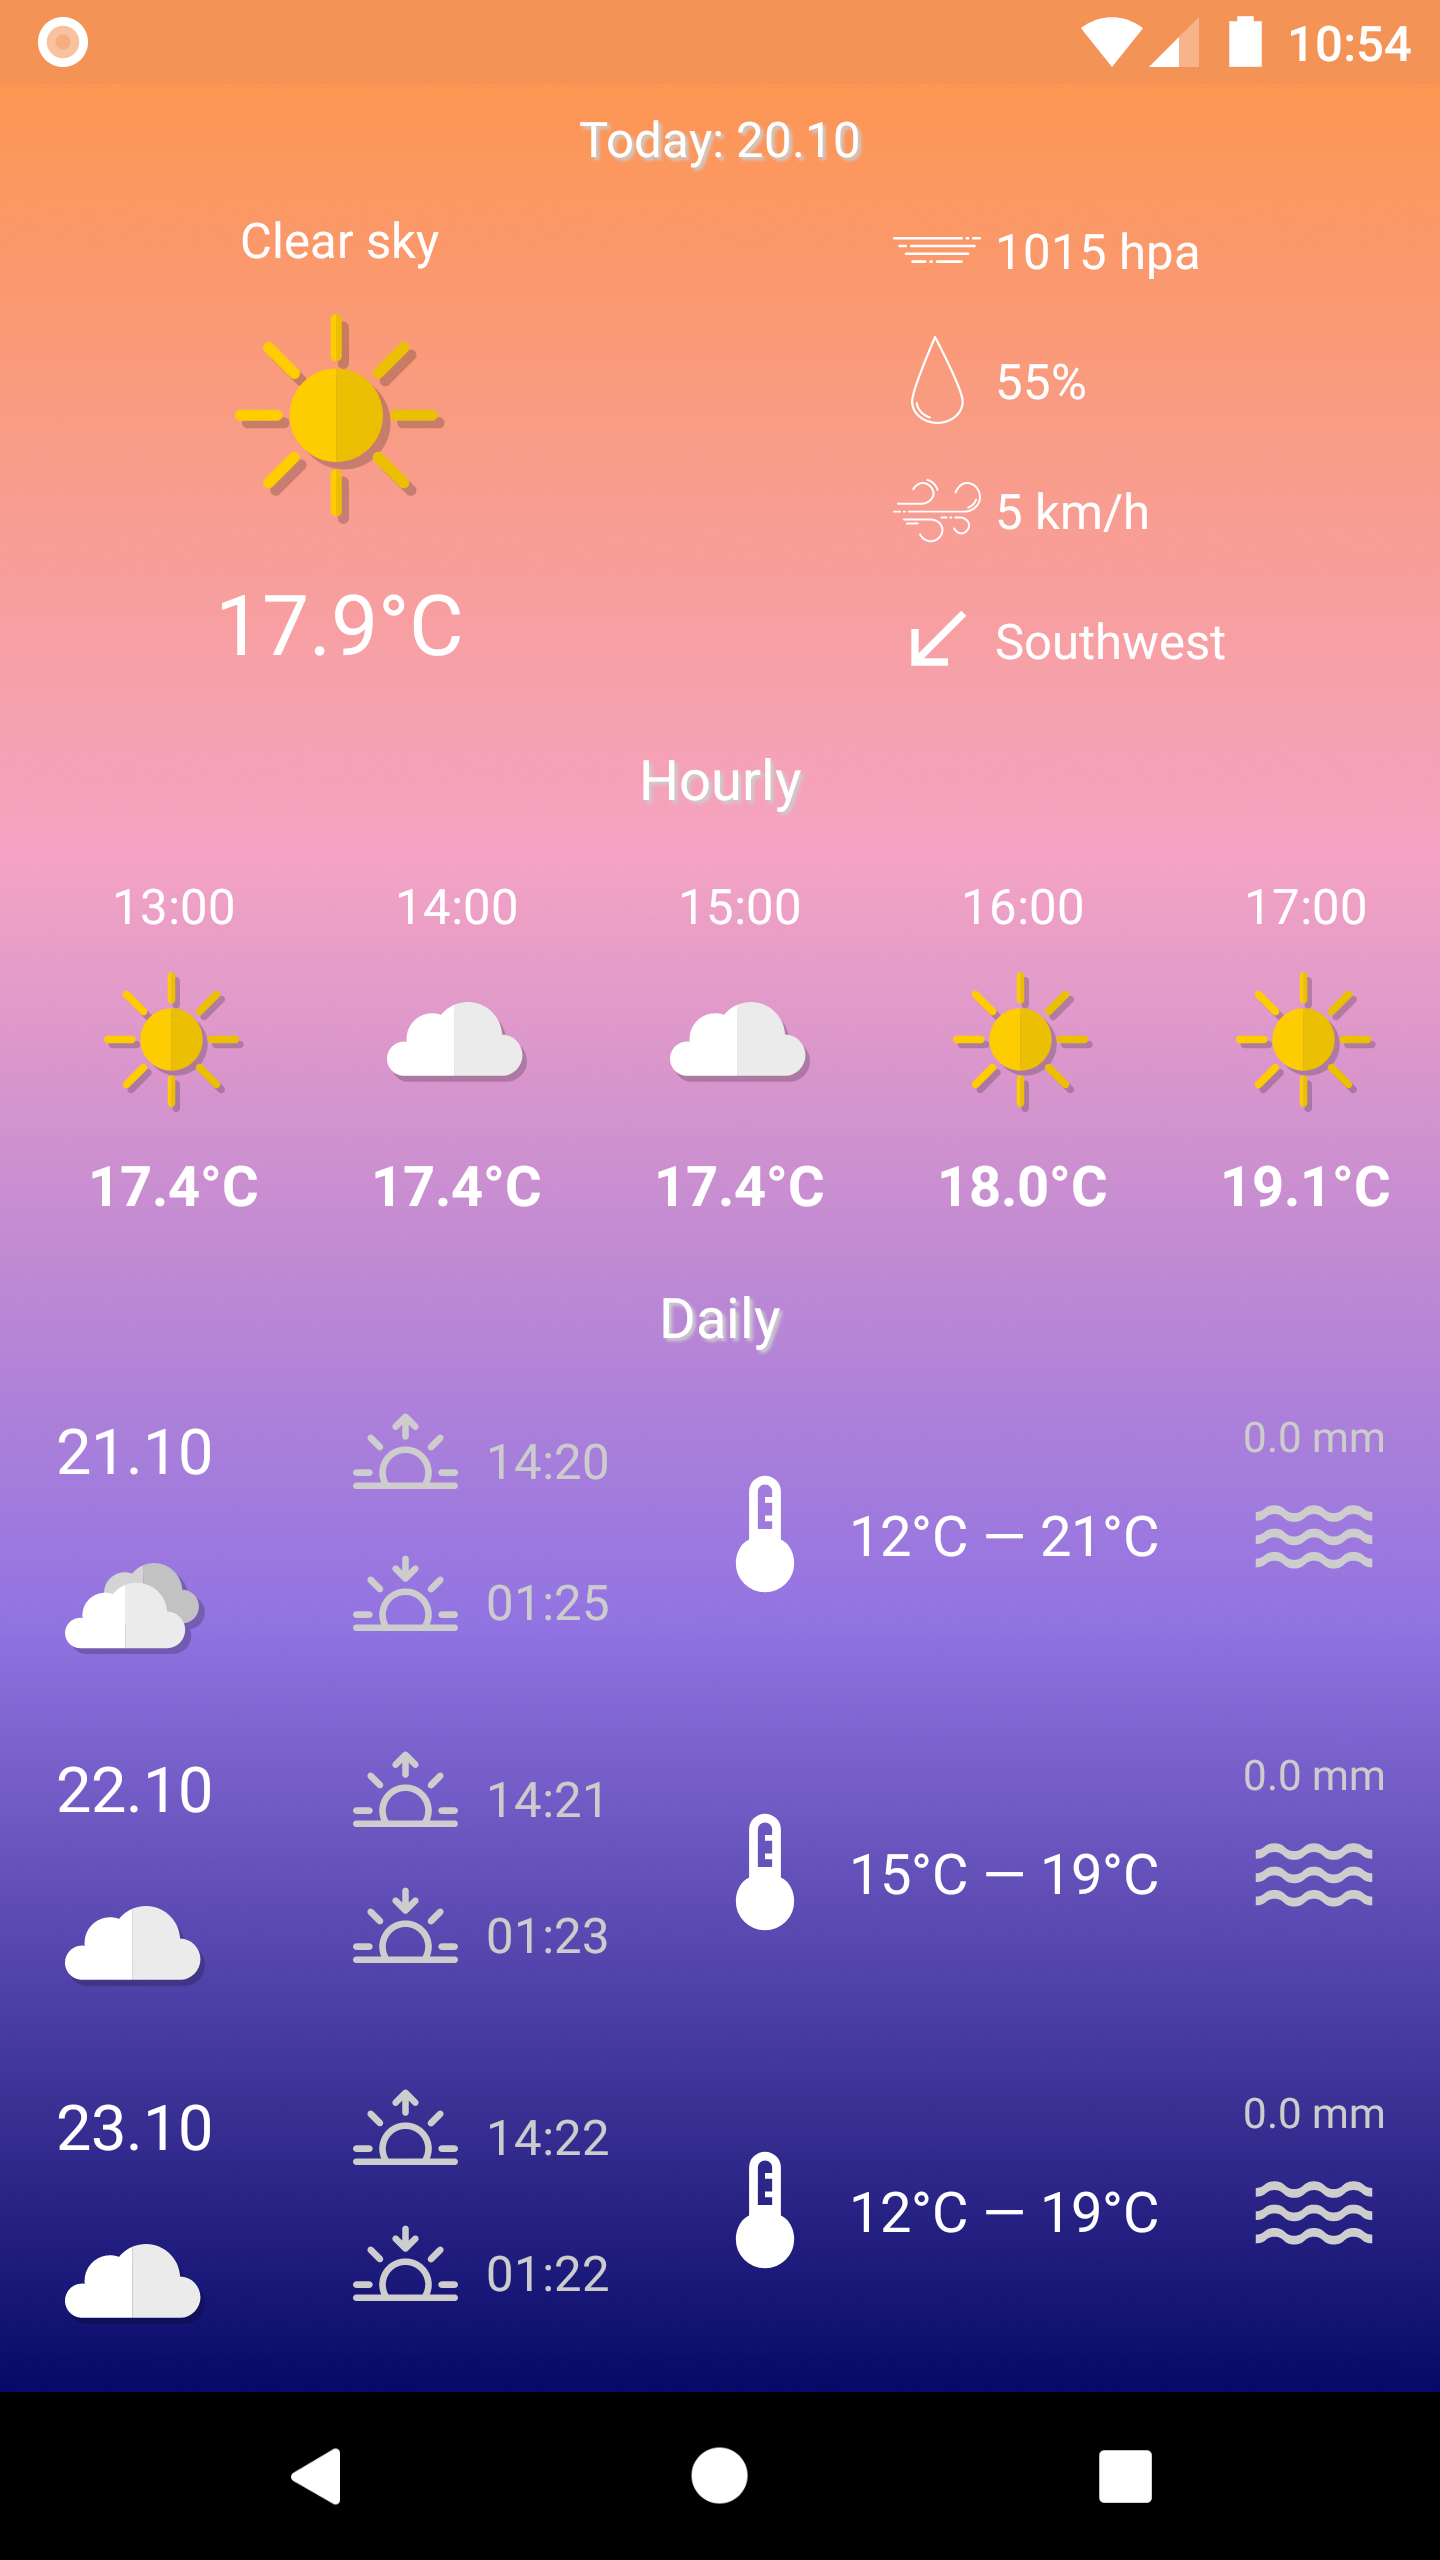 10:54
Today: 20.10
Clear sky
17.9°C
1015 hpa
55%
5 km/h
Southwest
Hourly
13:00 14:00 15:00 16:00 17:00
17.4°C 17.4°C 17.4°C 18.0°C 19.1°C
Daily
21.10
14:20
01:25
12°C — 21°C
0.0 mm
22.10
14:21
01:23
15°C — 19°C
0.0 mm
23.10
14:22
01:22
12°C — 19°C
0.0 mm